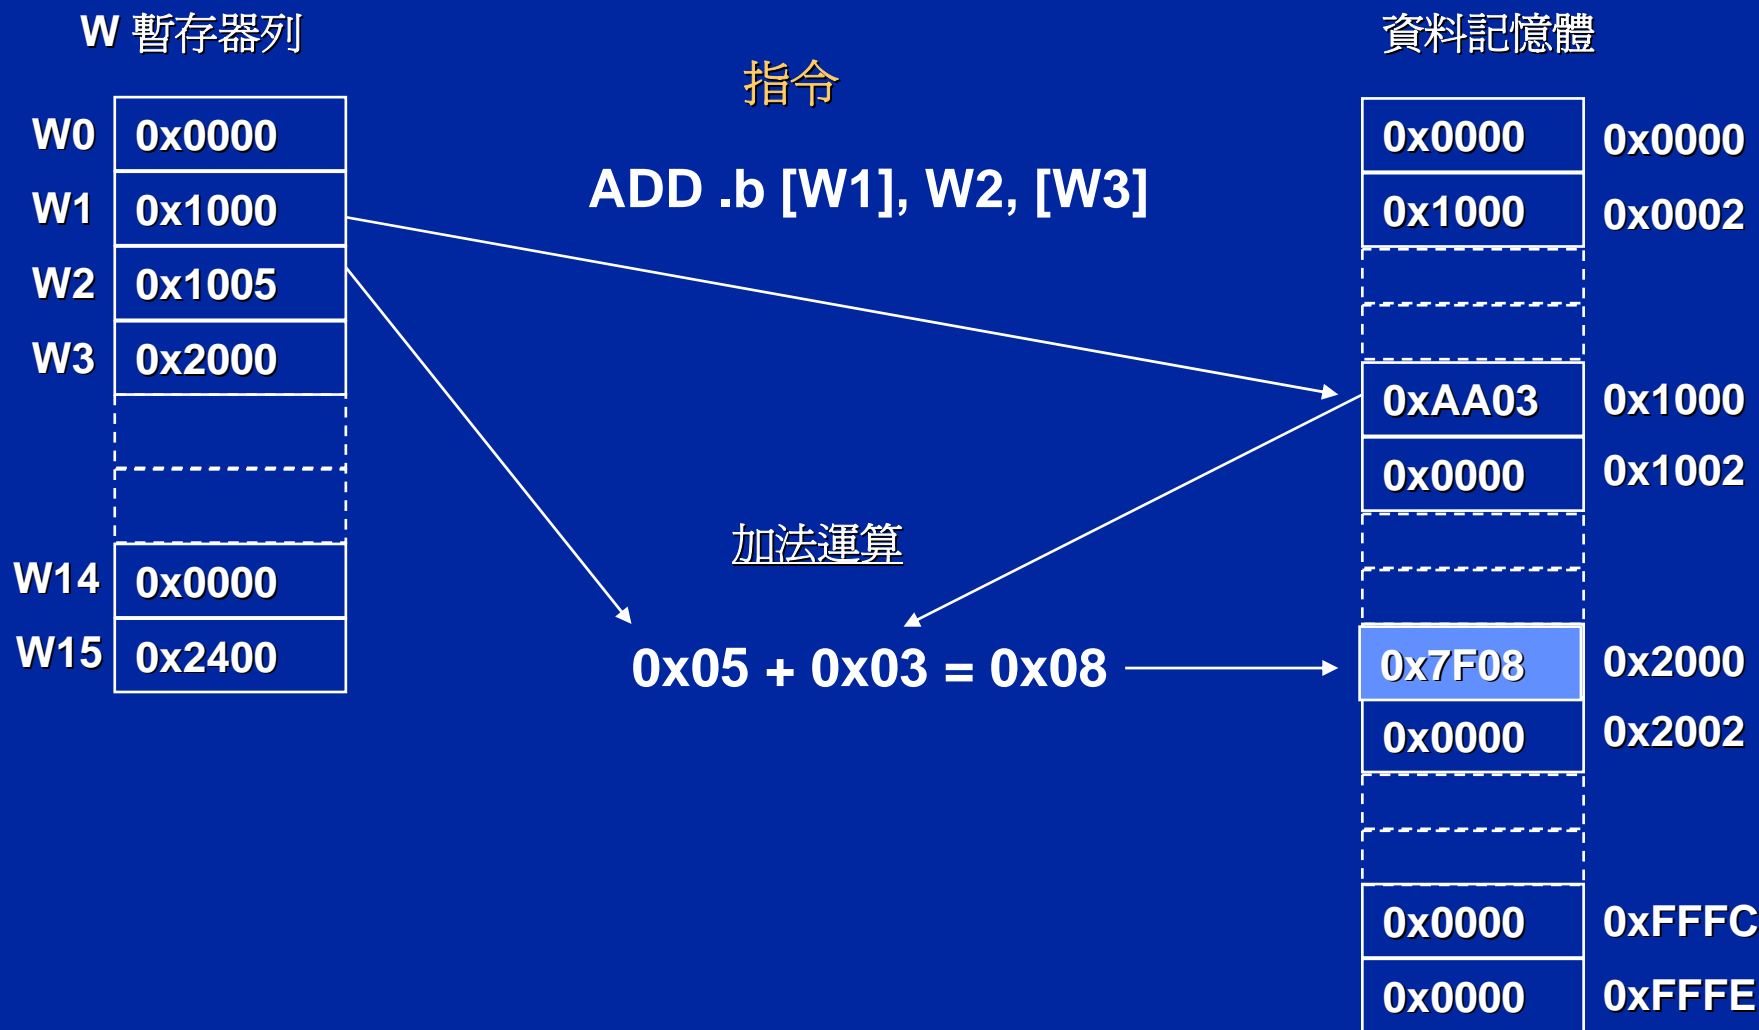 W 暫存器列
資料記憶體
指令
ADD .b [W1], W2, [W3]
W0 0x0000
W1 0x1000
W2 0x1005
W3 0x2000
W14 0x0000
W15 0x2400
加法運算
0x05 + 0x03 = 0x08
0x0000 0x0000
0x1000 0x0002
0xAA03 0x1000
0x0000 0x1002
0x7F08 0x2000
0x0000 0x2002
0x0000 0xFFFC
0x0000 0xFFFE